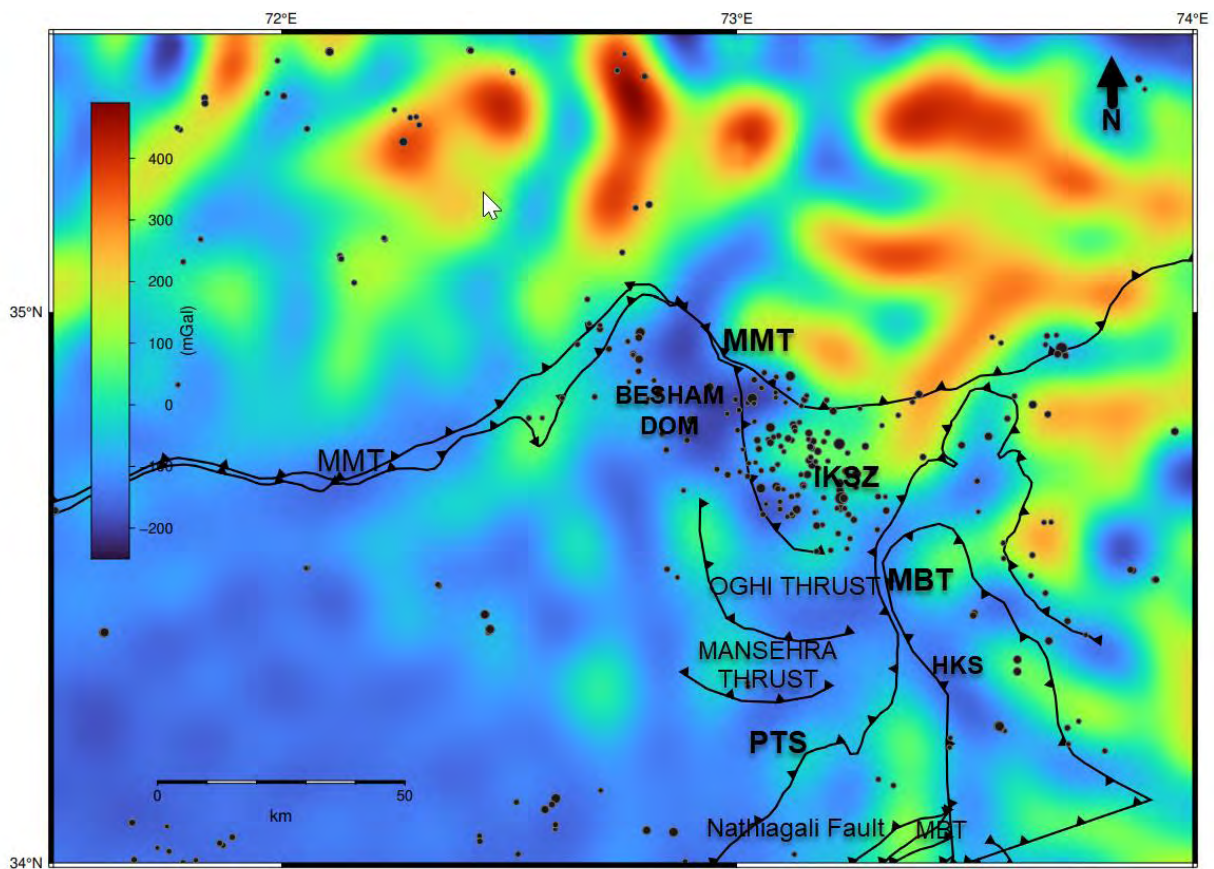 72°E
73°E
74°E
N
400
300
200
100
0
-100
−200
(mGal)
35°N
MMT
BESHAM
DOM
MMT
IKSZ
OGHI THRUST
MBT
MANSEHRA
THRUST
HKS
PTS
0
50
km
Nathiagali Fault
MBT
34°N